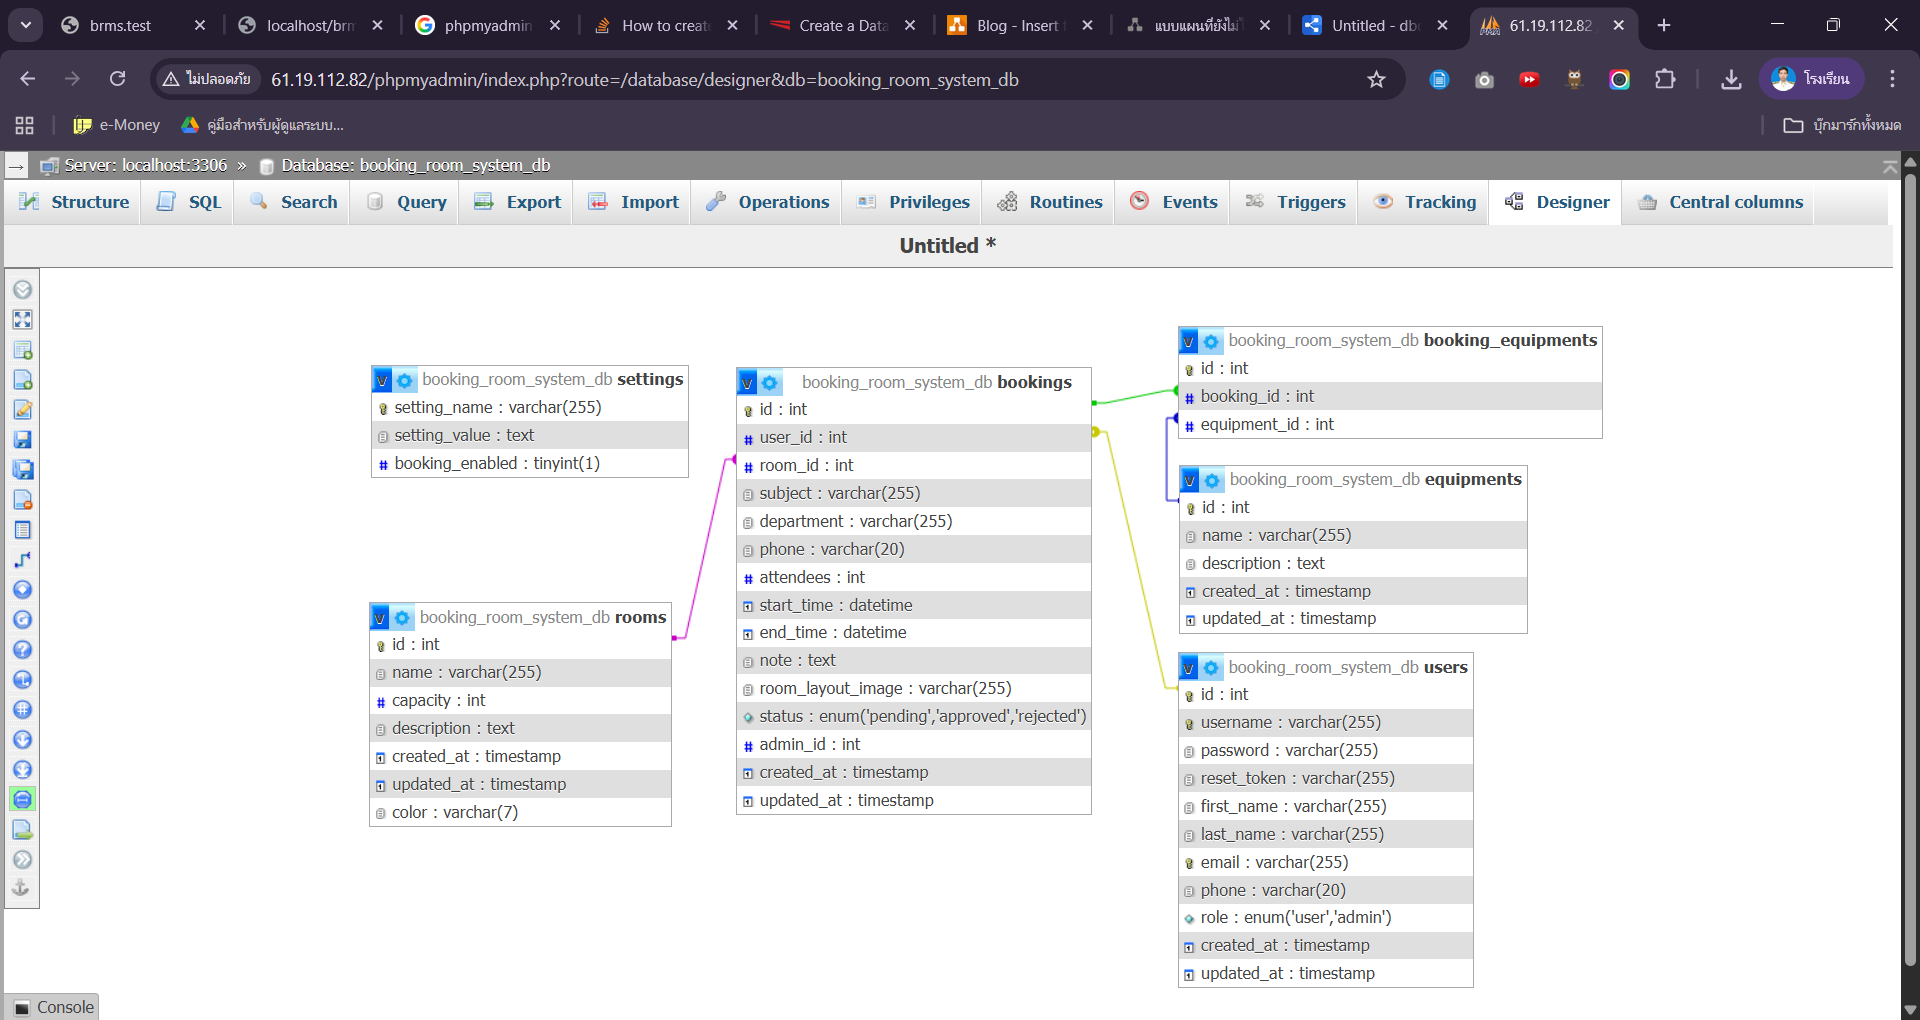 brms.test
localhost/brm
phpmyadmin
How to create
Create a Data
Blog - Insert
แบบแผนที่ยังไม่
Untitled - db
61.19.112.82
ไม่ปลอดภัย
61.19.112.82/phpmyadmin/index.php?route=/database/designer&db=booking_room_system_db
โรงเรียน
e-Money
คู่มือสำหรับผู้ดูแลระบบ...
บุ๊กมาร์กทั้งหมด
Server: localhost:3306 » Database: booking_room_system_db
Structure
SQL
Search
Query
Export
Import
Operations
Privileges
Routines
Events
Triggers
Tracking
Designer
Central columns
Untitled *
booking_room_system_db settings
setting_name : varchar(255)
setting_value : text
booking_enabled : tinyint(1)
booking_room_system_db rooms
id : int
name : varchar(255)
capacity : int
description : text
created_at : timestamp
updated_at : timestamp
color : varchar(7)
booking_room_system_db bookings
id : int
user_id : int
room_id : int
subject : varchar(255)
department : varchar(255)
phone : varchar(20)
attendees : int
start_time : datetime
end_time : datetime
note : text
room_layout_image : varchar(255)
status : enum('pending','approved','rejected')
admin_id : int
created_at : timestamp
updated_at : timestamp
booking_room_system_db booking_equipments
id : int
booking_id : int
equipment_id : int
booking_room_system_db equipments
id : int
name : varchar(255)
description : text
created_at : timestamp
updated_at : timestamp
booking_room_system_db users
id : int
username : varchar(255)
password : varchar(255)
reset_token : varchar(255)
first_name : varchar(255)
last_name : varchar(255)
email : varchar(255)
phone : varchar(20)
role : enum('user','admin')
created_at : timestamp
updated_at : timestamp
Console